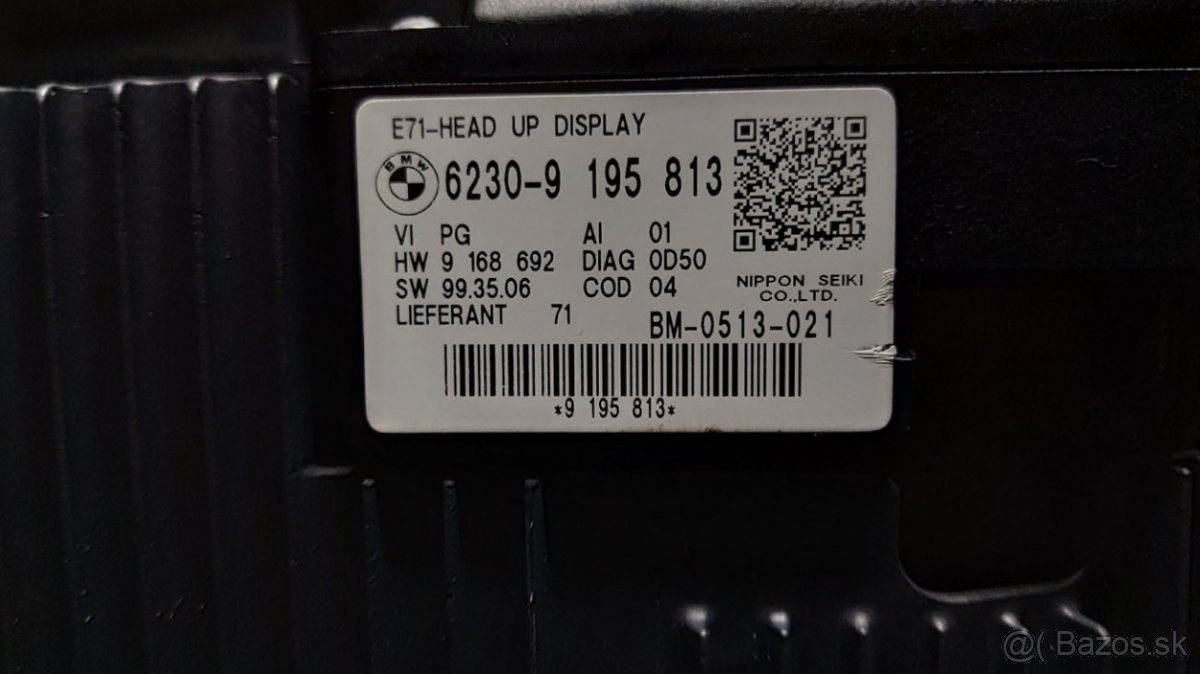 E71-HEAD UP DISPLAY
BMW 6230-9 195 813
VI PG AI 01
HW 9 168 692 DIAG 0D50
SW 99.35.06 COD 04
LIEFERANT 71
NIPPON SEIKI
CO.,LTD.
BM-0513-021
*9 195 813*
@( Bazos.sk